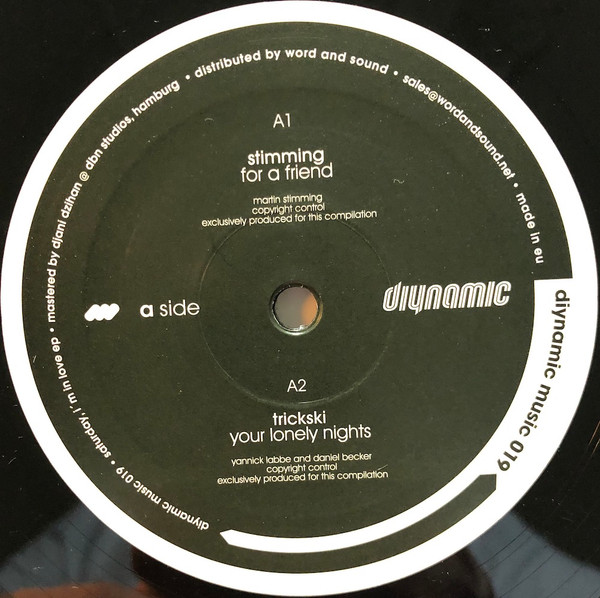 A1
stimming
for a friend
martin stimming
copyright control
exclusively produced for this compilation
a side
diynamic
A2
trickski
your lonely nights
yannick labbe and daniel becker
copyright control
exclusively produced for this compilation
diynamic music 019 • saturday, i'm in love ep • mastered by djani dzihan @ dbn studios, hamburg • distributed by word and sound • sales@wordandsound.net • made in eu
diynamic music 019